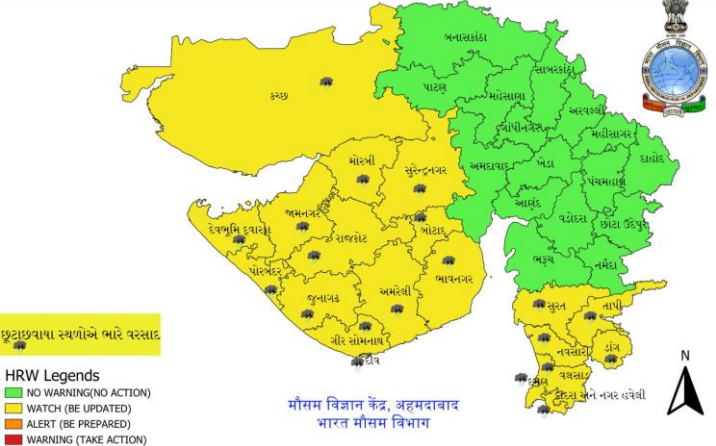 બનાસકાંઠા
સાબરકાંઠા
પાટણ
મહેસાણા
અરવલ્લી
કચ્છ
ગાંધીનગર
મહીસાગર
દાહોદ
મોરબી
સુરેન્દ્રનગર
અમદાવાદ
ખેડા
પંચમહાલ
આણંદ
વડોદરા
છોટા ઉદેપુર
જામનગર
દેવભૂમિ દ્વારકા
રાજકોટ
બોટાદ
ભાવનગર
ભરૂચ
નર્મદા
પોરબંદર
જુનાગઢ
અમરેલી
સુરત
તાપી
ગીર સોમનાથ
દીવ
નવસારી
ડાંગ
વલસાડ
દમણ
દાદરા અને નગર હવેલી
છૂટાછવાયા સ્થળોએ ભારે વરસાદ
HRW Legends
NO WARNING(NO ACTION)
WATCH (BE UPDATED)
ALERT (BE PREPARED)
WARNING (TAKE ACTION)
मौसम विज्ञान केंद्र, अहमदाबाद
भारत मौसम विभाग
N